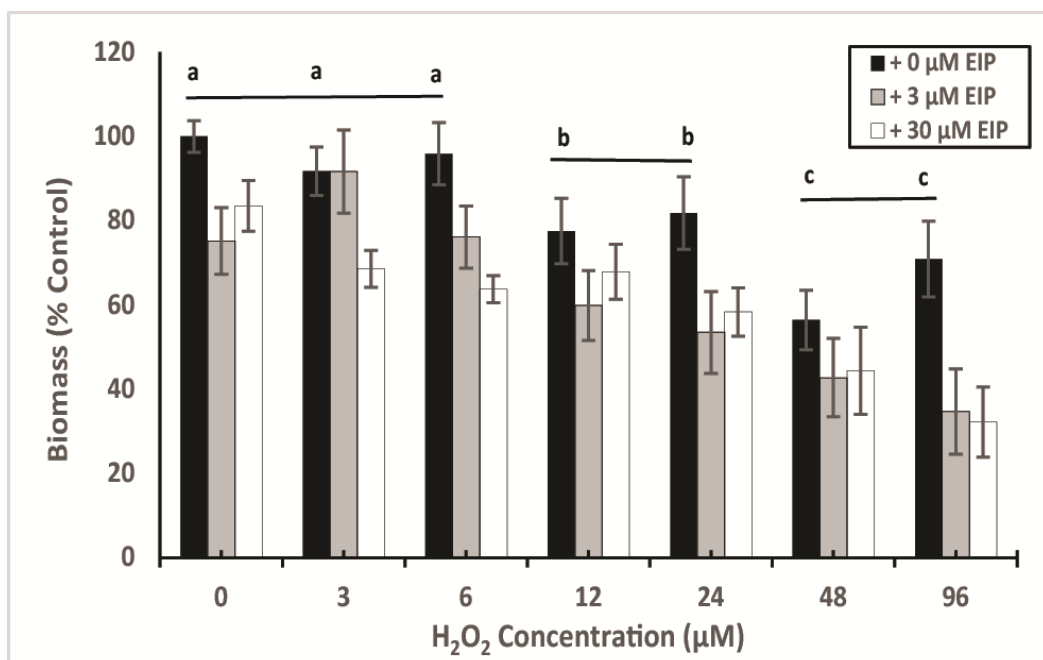 120
100
80
60
40
20
0
Biomass (% Control)
a a a b b c c
+ 0 µM EIP
+ 3 µM EIP
+ 30 µM EIP
0 3 6 12 24 48 96
H₂O₂ Concentration (µM)